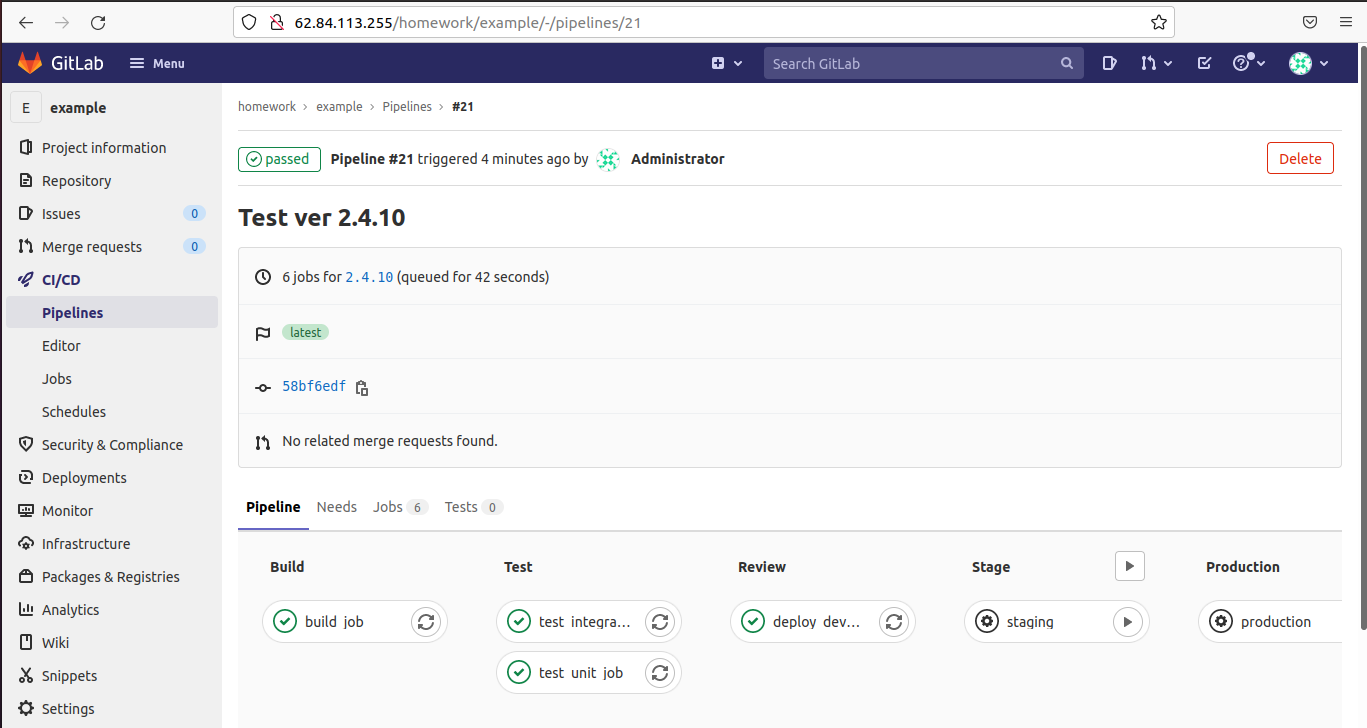 62.84.113.255/homework/example/-/pipelines/21
GitLab
Menu
Search GitLab
E example
Project information
Repository
Issues 0
Merge requests 0
CI/CD
Pipelines
Editor
Jobs
Schedules
Security & Compliance
Deployments
Monitor
Infrastructure
Packages & Registries
Analytics
Wiki
Snippets
Settings
homework › example › Pipelines › #21
passed Pipeline #21 triggered 4 minutes ago by Administrator
Delete
Test ver 2.4.10
6 jobs for 2.4.10 (queued for 42 seconds)
latest
58bf6edf
No related merge requests found.
Pipeline Needs Jobs 6 Tests 0
Build Test Review Stage Production
build_job test_integra... deploy_dev... staging production
test_unit_job